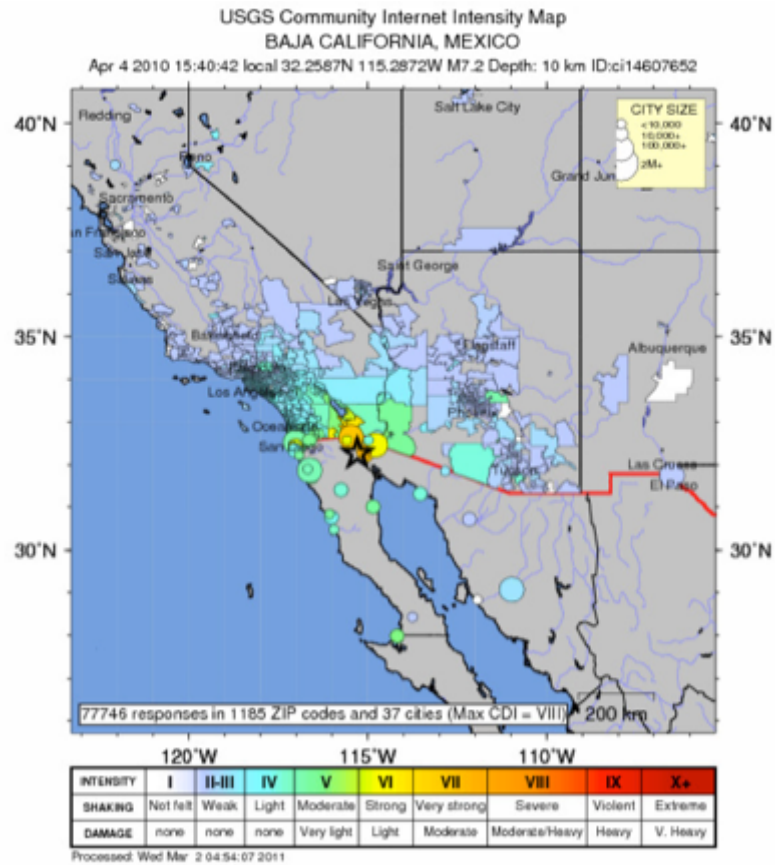 USGS Community Internet Intensity Map
BAJA CALIFORNIA, MEXICO
Apr 4 2010 15:40:42 local 32.2587N 115.2872W M7.2 Depth: 10 km ID:ci14607652
CITY SIZE
<10,000
10,000+
100,000+
2M+
40˚N
40˚N
Redding
Salt Lake City
Reno
Grand Jun
Sacramento
n Francisco
San Jose
Salinas
Saint George
Las Vegas
35˚N
35˚N
Flagstaff
Albuquerque
Los Angeles
Phoenix
Oceanside
San Diego
Tucson
Las Cruces
El Paso
30˚N
30˚N
77746 responses in 1185 ZIP codes and 37 cities (Max CDI = VIII)
200 km
120˚W 115˚W 110˚W
INTENSITY I II-III IV V VI VII VIII IX X+
SHAKING Not felt Weak Light Moderate Strong Very strong Severe Violent Extreme
DAMAGE none none none Very light Light Moderate Moderate/Heavy Heavy V. Heavy
Processed: Wed Mar 2 04:54:07 2011